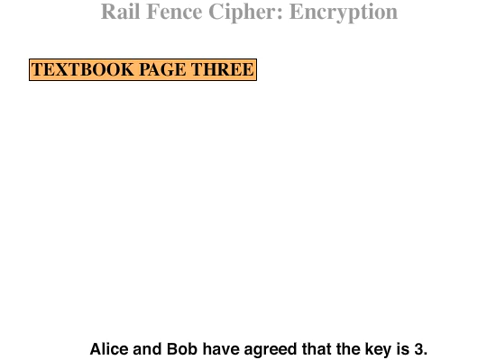 Rail Fence Cipher: Encryption
TEXTBOOK PAGE THREE
Alice and Bob have agreed that the key is 3.